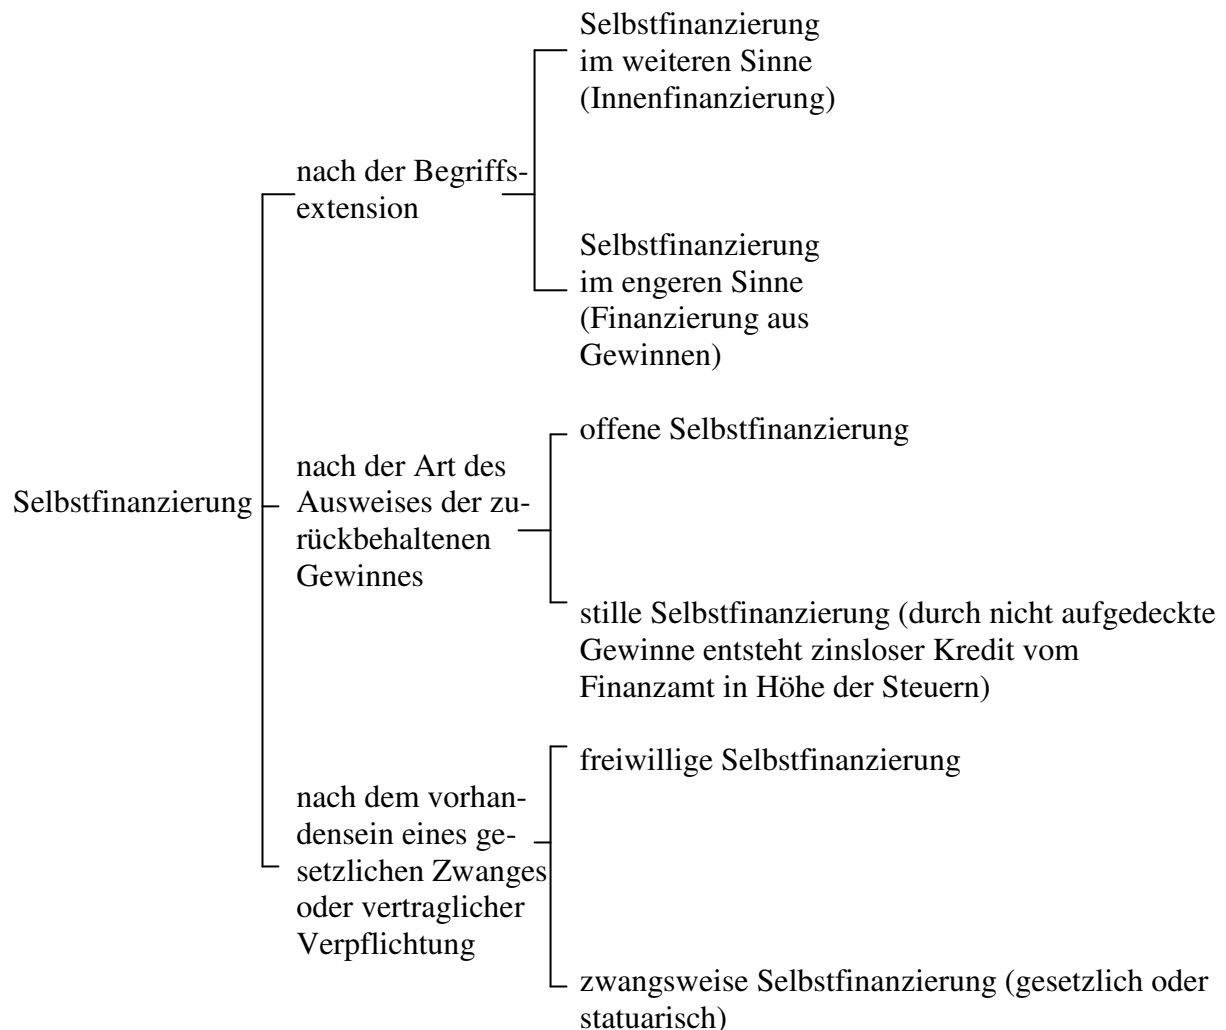 Selbstfinanzierung
im weiteren Sinne
(Innenfinanzierung)
nach der Begriffs-
extension
Selbstfinanzierung
im engeren Sinne
(Finanzierung aus
Gewinnen)
offene Selbstfinanzierung
nach der Art des
Ausweises der zu-
rückbehaltenen
Gewinnes
Selbstfinanzierung
stille Selbstfinanzierung (durch nicht aufgedeckte
Gewinne entsteht zinsloser Kredit vom
Finanzamt in Höhe der Steuern)
freiwillige Selbstfinanzierung
nach dem vorhan-
densein eines ge-
setzlichen Zwanges
oder vertraglicher
Verpflichtung
zwangsweise Selbstfinanzierung (gesetzlich oder
statuarisch)